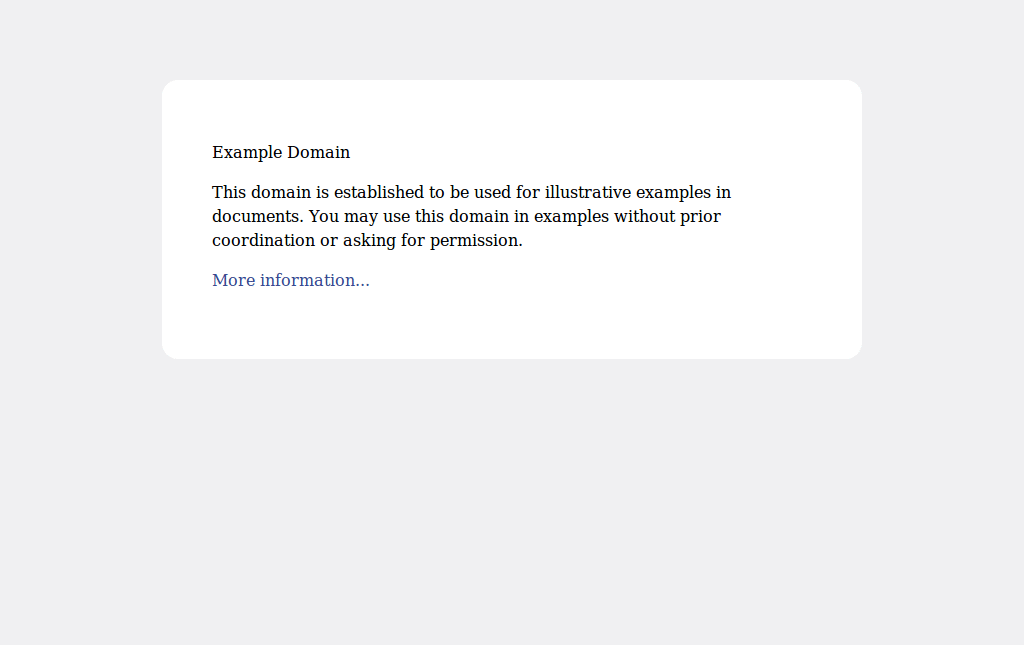 Example Domain
This domain is established to be used for illustrative examples in
documents. You may use this domain in examples without prior
coordination or asking for permission.
More information...